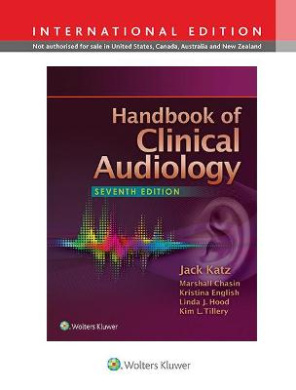 INTERNATIONAL EDITION
Not authorised for sale in United States, Canada, Australia and New Zealand
Handbook of
Clinical
Audiology
SEVENTH EDITION
Jack Katz
Marshall Chasin
Kristina English
Linda J. Hood
Kim L. Tillery
Wolters Kluwer
Wolters Kluwer